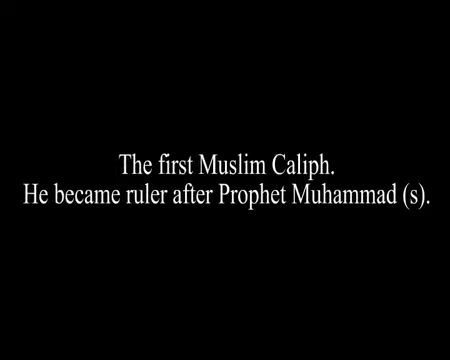 The first Muslim Caliph.
He became ruler after Prophet Muhammad (s).